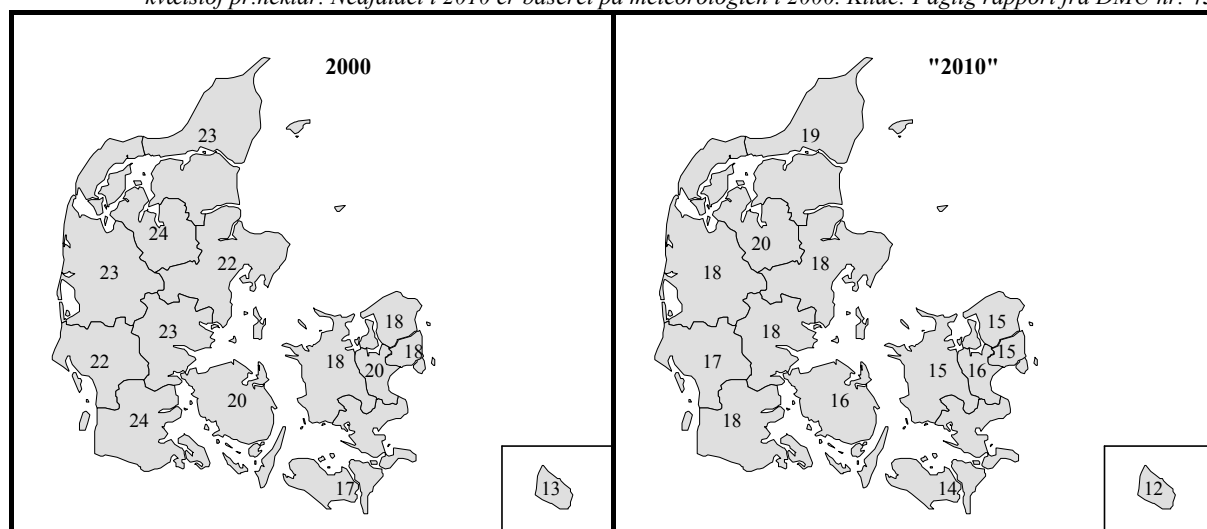 kvælstof pr.hektar. Nedfaldet i 2010 er baseret på meteorologien i 2000. Kilde: Faglig rapport fra DMU nr.
2000 "2010"
23 19
24 20
23 22 18 18
23 18 18 15
22 18 20 18 17 15 16 15
24 20 18 16
17 13 14 12